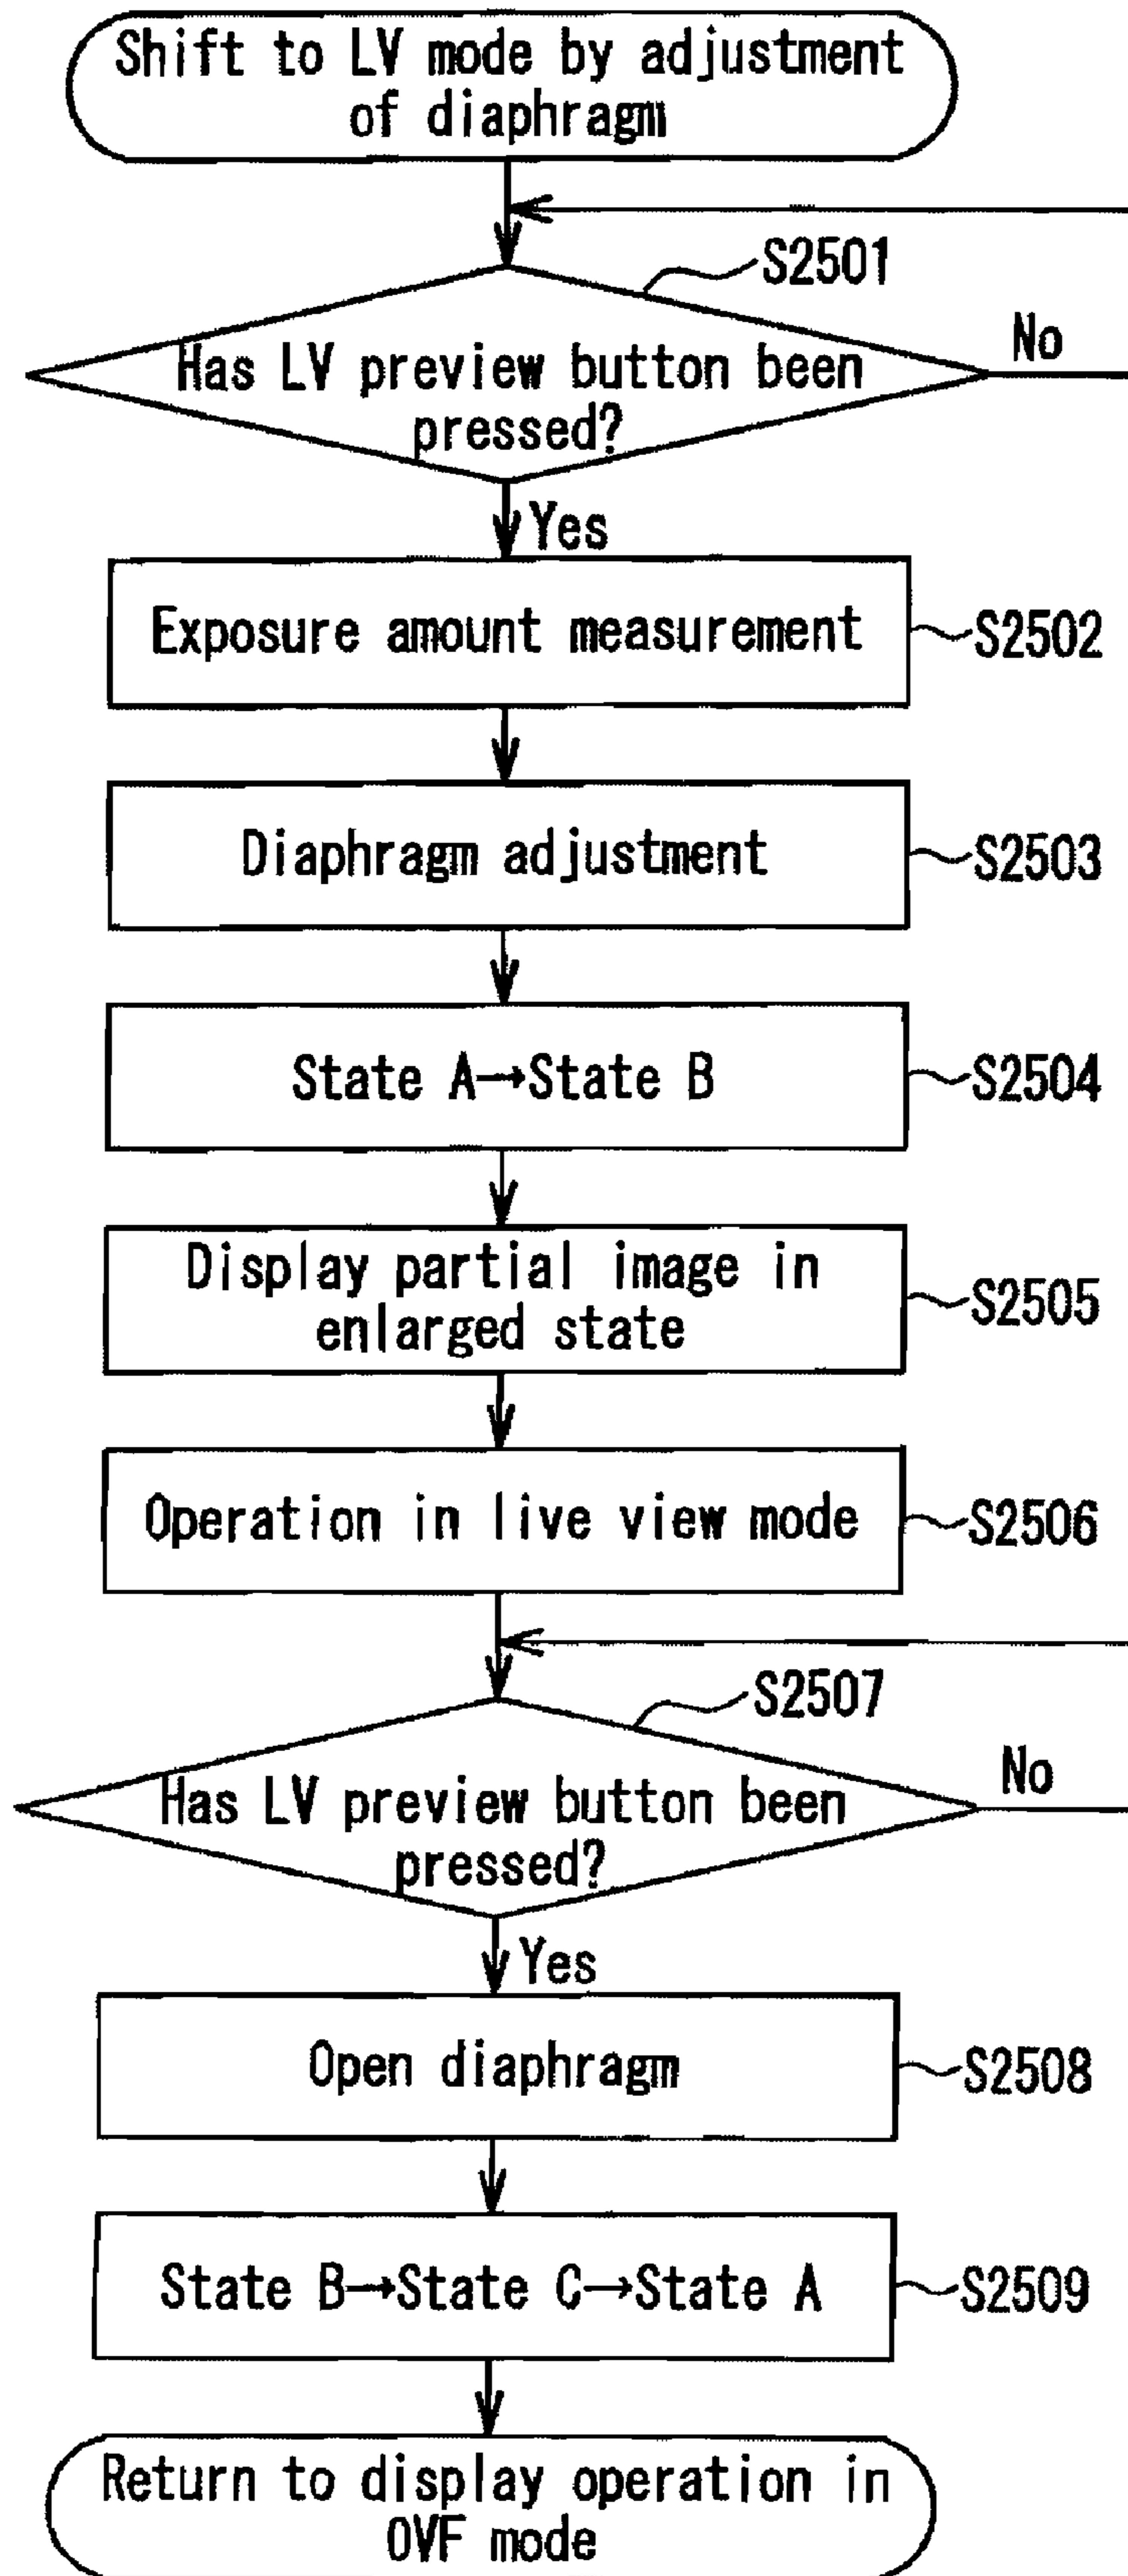 Shift to LV mode by adjustment
of diaphragm
S2501
No
Has LV preview button been
pressed?
Yes
Exposure amount measurement
S2502
Diaphragm adjustment
S2503
State A→State B
S2504
Display partial image in
enlarged state
S2505
Operation in live view mode
S2506
S2507
No
Has LV preview button been
pressed?
Yes
Open diaphragm
S2508
State B→State C→State A
S2509
Return to display operation in
OVF mode